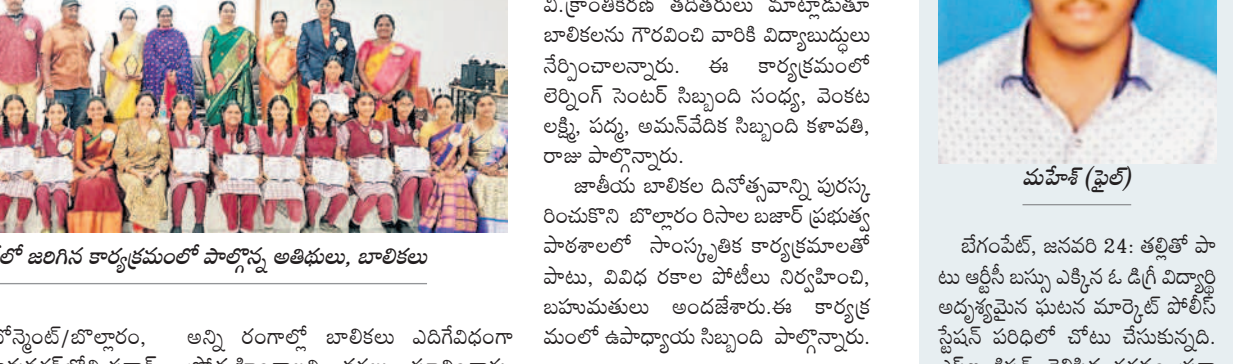 లో జరిగిన కార్యక్రమంలో పాల్గొన్న అతిథులు, బాలికలు
అన్ని రంగాల్లో బాలికలు ఎదిగేవిధంగా
వి.క్రాంతికిరణ్ తదితరులు మాట్లాడుతూ
బాలికలను గౌరవించి వారికి విద్యాబుద్ధులు
నేర్పించాలన్నారు. ఈ కార్యక్రమంలో
లెర్నింగ్ సెంటర్ సిబ్బంది సంధ్య, వెంకట
లక్ష్మి, పద్మ, అమన్‌వేదిక సిబ్బంది కళావతి,
రాజు పాల్గొన్నారు.
జాతీయ బాలికల దినోత్సవాన్ని పురస్క
రించుకొని బొల్లారం రిసాల బజార్ ప్రభుత్వ
పాఠశాలలో సాంస్కృతిక కార్యక్రమాలతో
పాటు, వివిధ రకాల పోటీలు నిర్వహించి,
బహుమతులు అందజేశారు.ఈ కార్యక్ర
మంలో ఉపాధ్యాయ సిబ్బంది పాల్గొన్నారు.
మహేశ్ (ఫైల్)
బేగంపేట్, జనవరి 24: తల్లితో పా
టు ఆర్టీసీ బస్సు ఎక్కిన ఓ డిగ్రీ విద్యార్థి
అదృశ్యమైన ఘటన మార్కెట్ పోలీస్
స్టేషన్ పరిధిలో చోటు చేసుకున్నది.